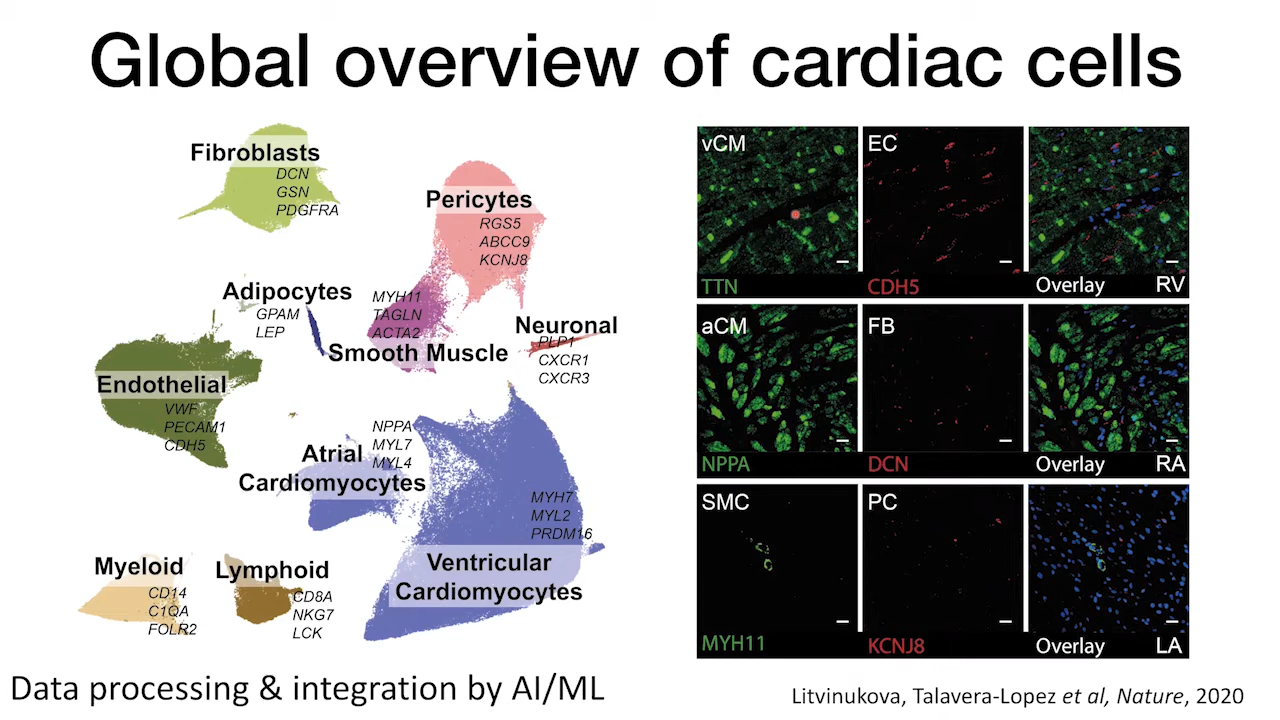 Global overview of cardiac cells
Fibroblasts
DCN
GSN
PDGFRA
Pericytes
RGS5
ABCC9
KCNJ8
Adipocytes
GPAM
LEP
MYH11
TAGLN
ACTA2
Smooth Muscle
Neuronal
PLP1
CXCR1
CXCR3
Endothelial
VWF
PECAM1
CDH5
NPPA
MYL7
MYL4
Atrial
Cardiomyocytes
MYH7
MYL2
PRDM16
Ventricular
Cardiomyocytes
Myeloid
CD14
C1QA
FOLR2
Lymphoid
CD8A
NKG7
LCK
Data processing & integration by AI/ML
vCM
EC
TTN
CDH5
Overlay
RV
aCM
FB
NPPA
DCN
Overlay
RA
SMC
PC
MYH11
KCNJ8
Overlay
LA
Litvinukova, Talavera-Lopez et al, Nature, 2020